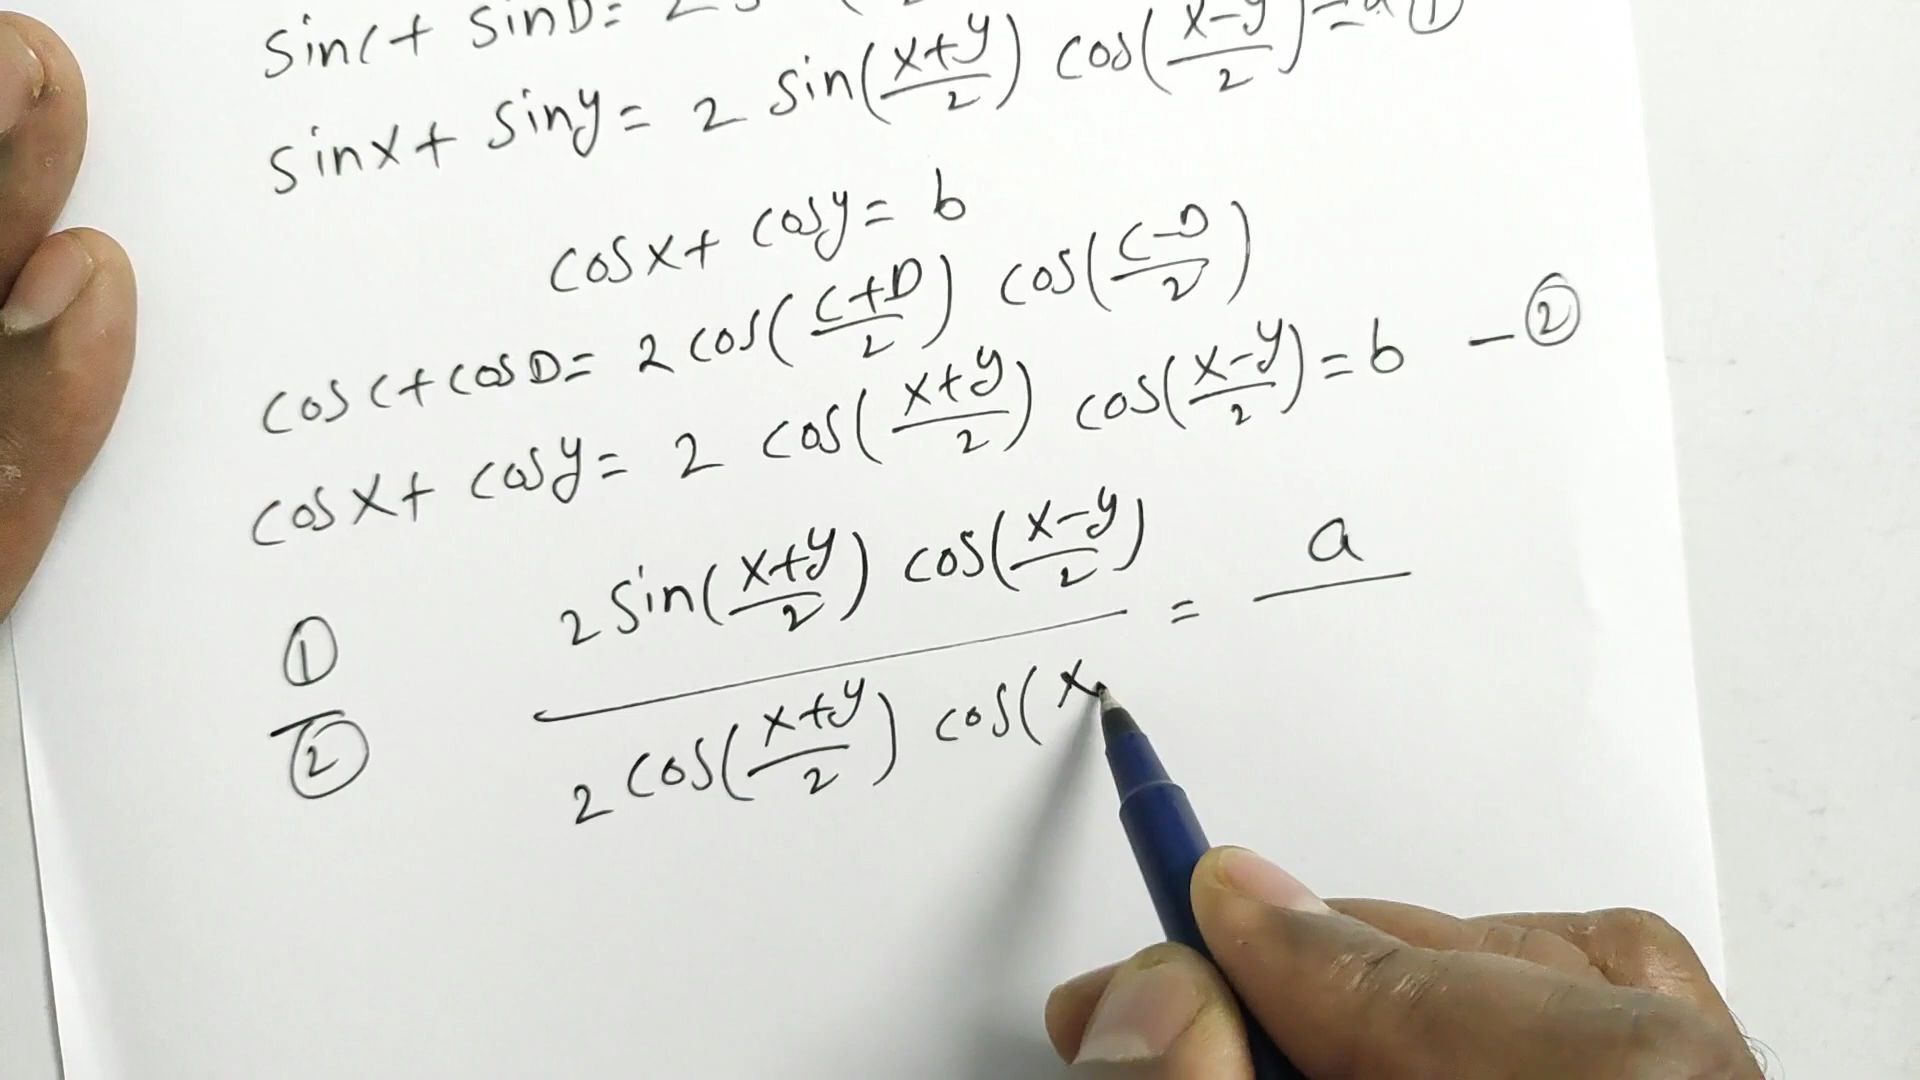 sinC + sinD = 2
sinx + siny = 2 sin((x+y)/2) cos((x-y)/2) = a ①
cosx + cosy = b
cosC + cosD = 2 cos((C+D)/2) cos((C-D)/2)
cosx + cosy = 2 cos((x+y)/2) cos((x-y)/2) = b - ②
① 2 sin((x+y)/2) cos((x-y)/2) = a
② 2 cos((x+y)/2) cos(x